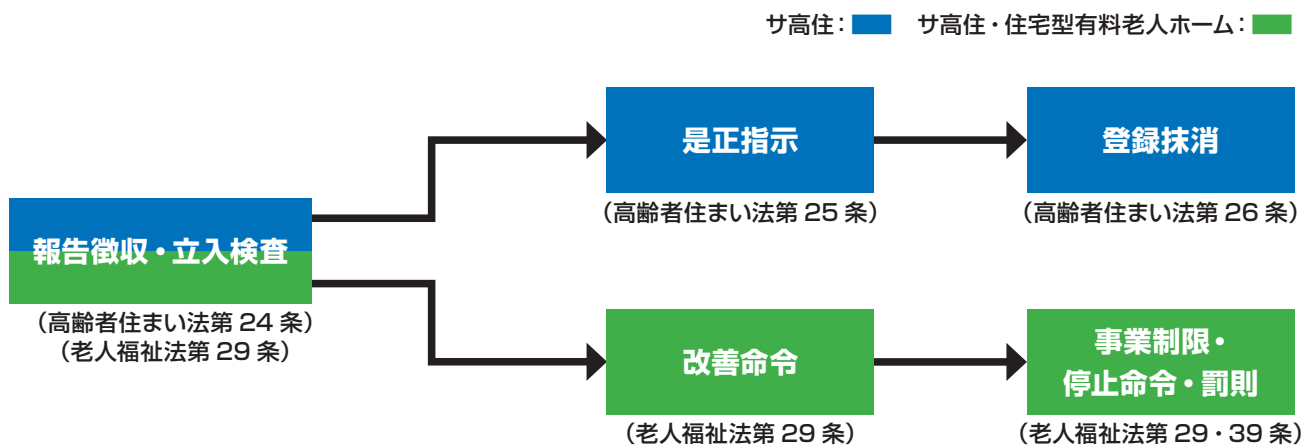 サ高住： サ高住・住宅型有料老人ホーム：
是正指示
（高齢者住まい法第 25 条）
登録抹消
（高齢者住まい法第 26 条）
報告徴収・立入検査
（高齢者住まい法第 24 条）
（老人福祉法第 29 条）
改善命令
（老人福祉法第 29 条）
事業制限・
停止命令・罰則
（老人福祉法第 29・39 条）